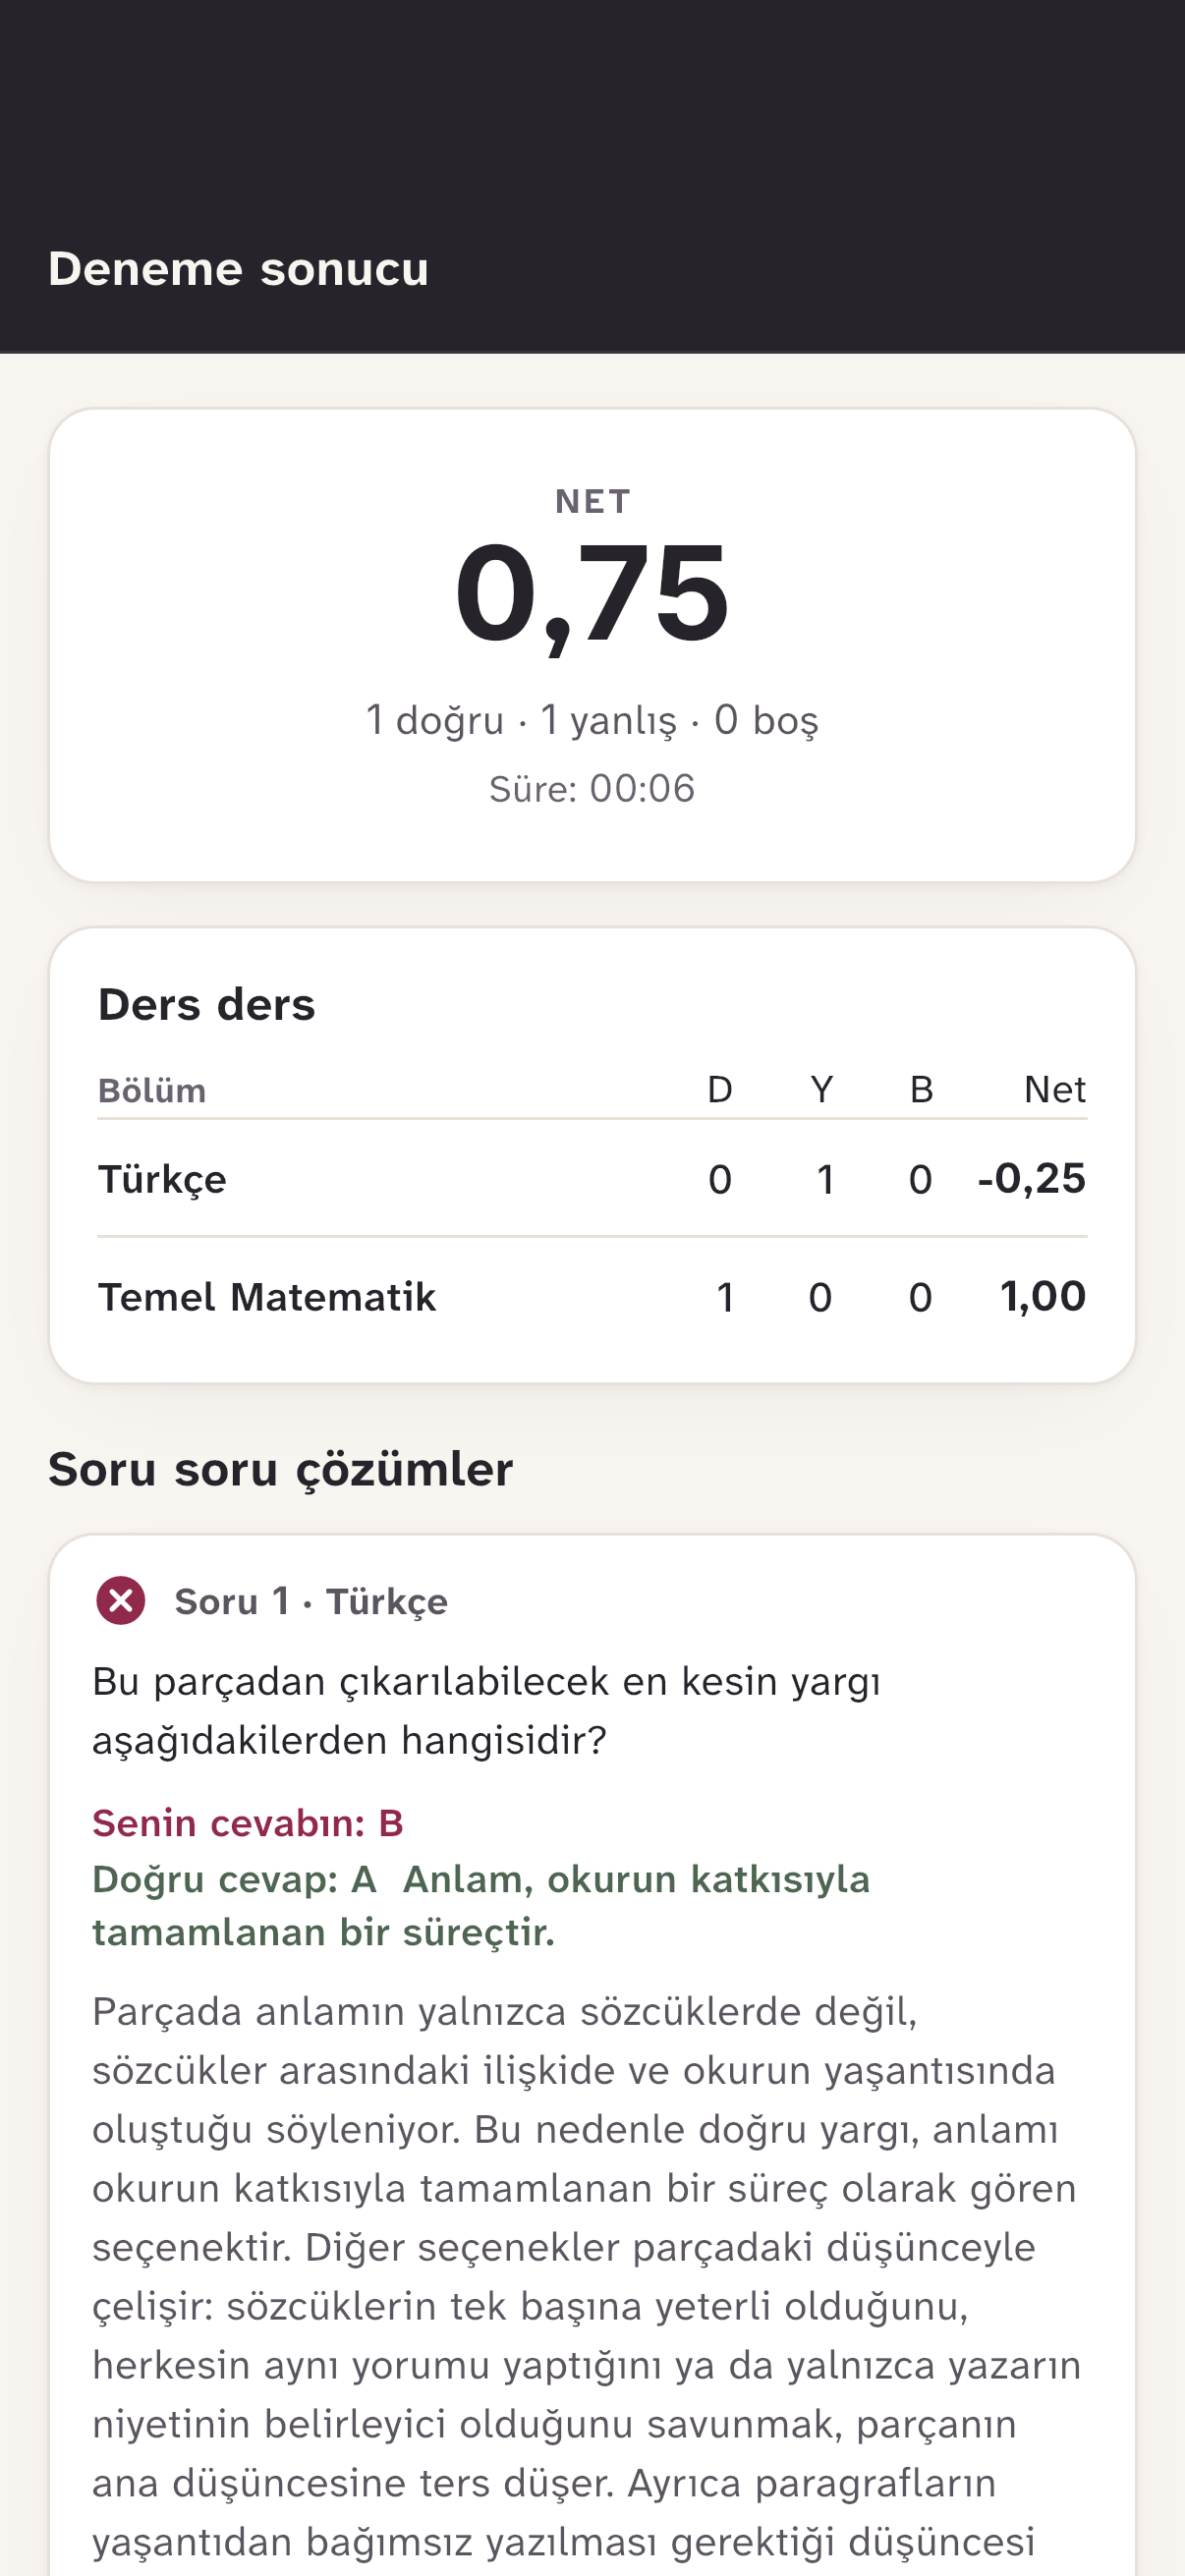 Deneme sonucu
NET
0,75
1 doğru · 1 yanlış · 0 boş
Süre: 00:06
Ders ders
Bölüm D Y B Net
Türkçe 0 1 0 -0,25
Temel Matematik 1 0 0 1,00
Soru soru çözümler
Soru 1 · Türkçe
Bu parçadan çıkarılabilecek en kesin yargı
aşağıdakilerden hangisidir?
Senin cevabın: B
Doğru cevap: A Anlam, okurun katkısıyla
tamamlanan bir süreçtir.
Parçada anlamın yalnızca sözcüklerde değil,
sözcükler arasındaki ilişkide ve okurun yaşantısında
oluştuğu söyleniyor. Bu nedenle doğru yargı, anlamı
okurun katkısıyla tamamlanan bir süreç olarak gören
seçenektir. Diğer seçenekler parçadaki düşünceyle
çelişir: sözcüklerin tek başına yeterli olduğunu,
herkesin aynı yorumu yaptığını ya da yalnızca yazarın
niyetinin belirleyici olduğunu savunmak, parçanın
ana düşüncesine ters düşer. Ayrıca paragrafların
yaşantıdan bağımsız yazılması gerektiği düşüncesi